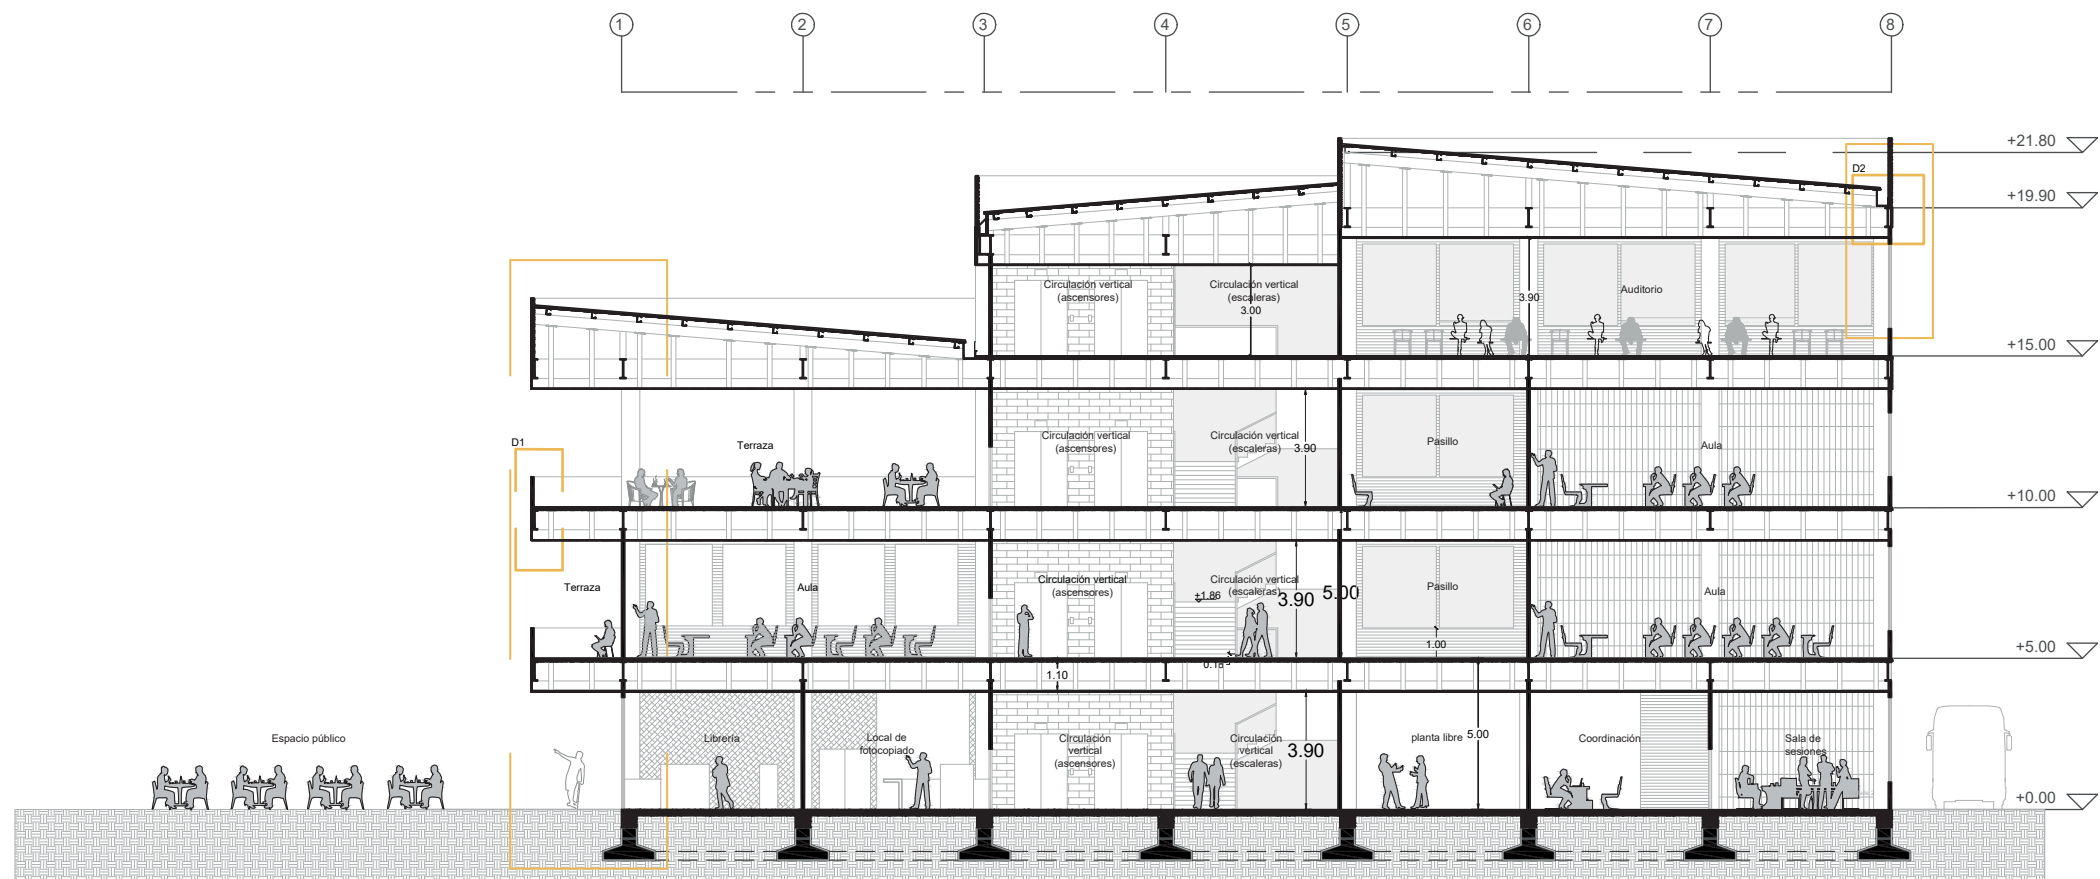 1 2 3 4 5 6 7 8
+21.80
D2
+19.90
Circulación vertical
(ascensores)
Circulación vertical
(escaleras)
3.00
3.90
Auditorio
+15.00
D1
Terraza
Circulación vertical
(ascensores)
Circulación vertical
(escaleras)
3.90
Pasillo
Aula
+10.00
Terraza
Aula
Circulación vertical
(ascensores)
Circulación vertical
(escaleras)
+1.86
3.90
5.00
Pasillo
1.00
Aula
+5.00
0.18
1.10
Espacio público
Librería
Local de
fotocopiado
Circulación
vertical
(ascensores)
Circulación
vertical
(escaleras)
3.90
planta libre
5.00
Coordinación
Sala de
sesiones
+0.00